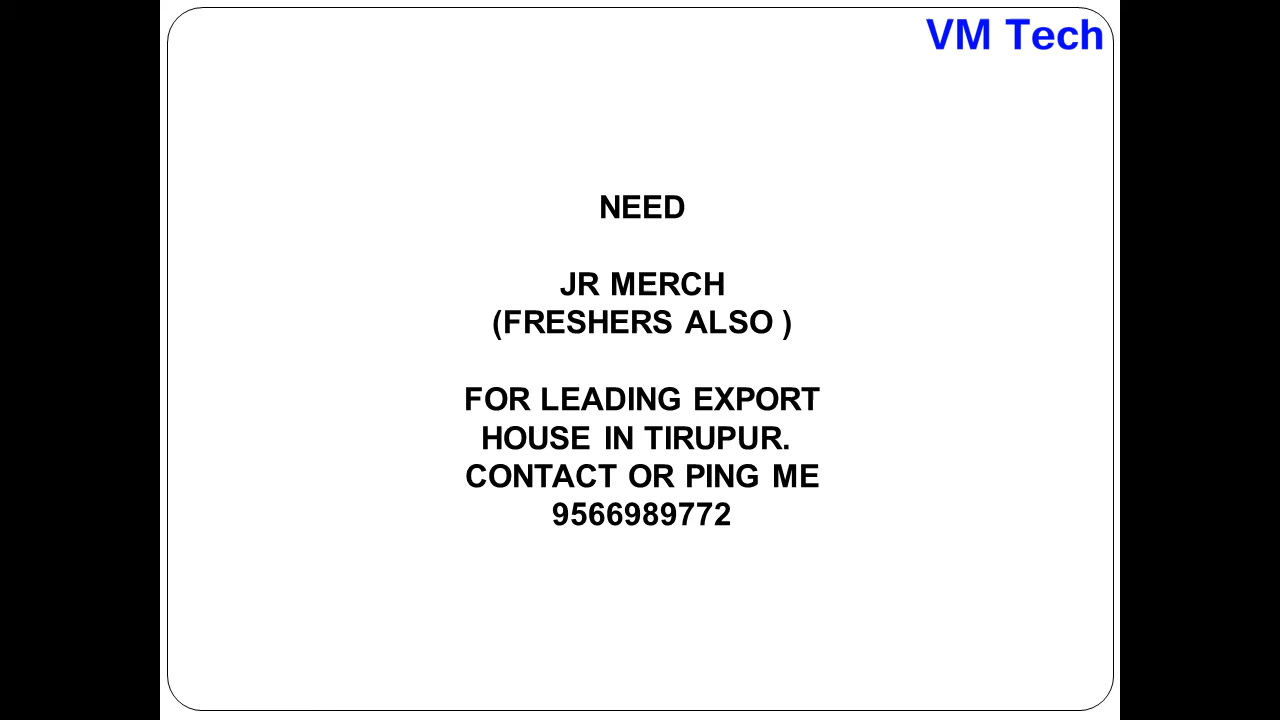 VM Tech
NEED
JR MERCH
(FRESHERS ALSO )
FOR LEADING EXPORT
HOUSE IN TIRUPUR.
CONTACT OR PING ME
9566989772